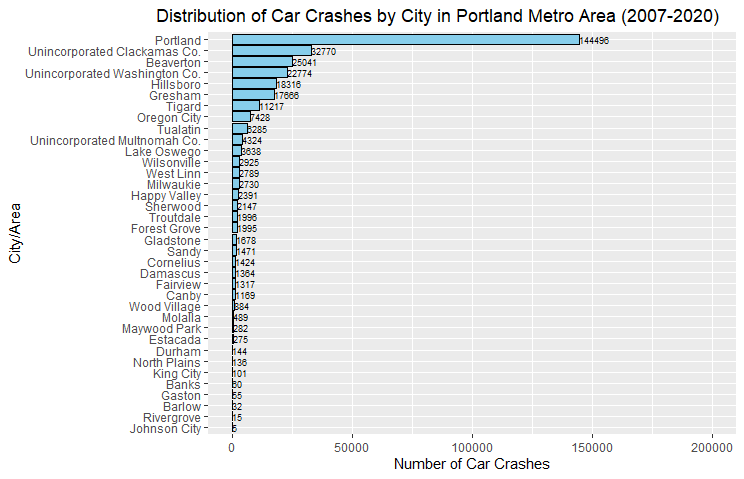 Distribution of Car Crashes by City in Portland Metro Area (2007-2020)
City/Area
Portland 144496
Unincorporated Clackamas Co. 32770
Beaverton 25041
Unincorporated Washington Co. 22774
Hillsboro 18316
Gresham 17666
Tigard 11217
Oregon City 7428
Tualatin 6285
Unincorporated Multnomah Co. 4324
Lake Oswego 3638
Wilsonville 2925
West Linn 2789
Milwaukie 2730
Happy Valley 2391
Sherwood 2147
Troutdale 1996
Forest Grove 1995
Gladstone 1678
Sandy 1471
Cornelius 1424
Damascus 1364
Fairview 1317
Canby 1169
Wood Village 884
Molalla 489
Maywood Park 282
Estacada 275
Durham 144
North Plains 136
King City 101
Banks
Gaston 55
Barlow 32
Rivergrove 15
Johnson City
0 50000 100000 150000 200000
Number of Car Crashes